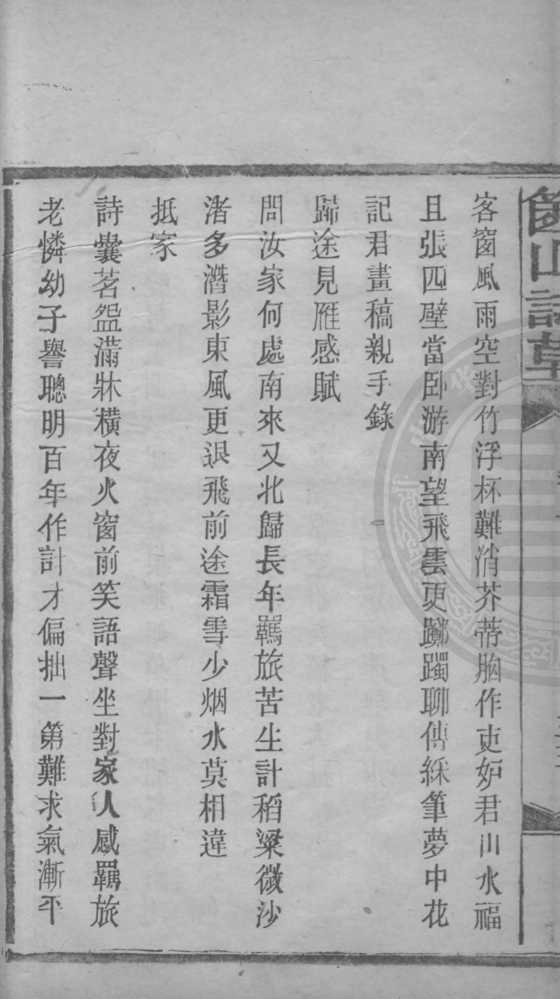 山詩草
客窗風雨空對竹浮杯難消芥蒂胸作吏妒君山水福
且張四壁當卧游南望飛雲更躑躅聊傳綵筆夢中花
記君畫稿親手錄
歸途見雁感賦
問汝家何處南來又北歸長年羈旅苦生計稻粱微沙
渚多潛影東風更退飛前途霜雪少烟水莫相違
抵家
詩囊茗盌滿牀橫夜火窗前笑語聲坐對家人感羈旅
老憐幼子譽聰明百年作計才偏拙一第難求氣漸平